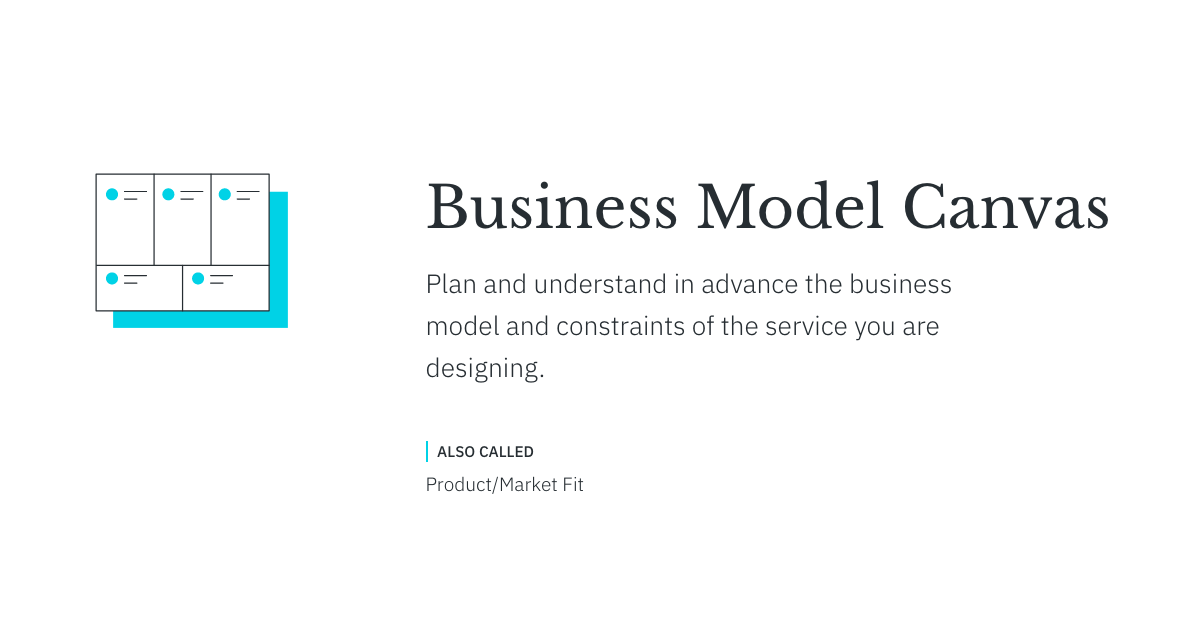 Business Model Canvas
Plan and understand in advance the business
model and constraints of the service you are
designing.
ALSO CALLED
Product/Market Fit